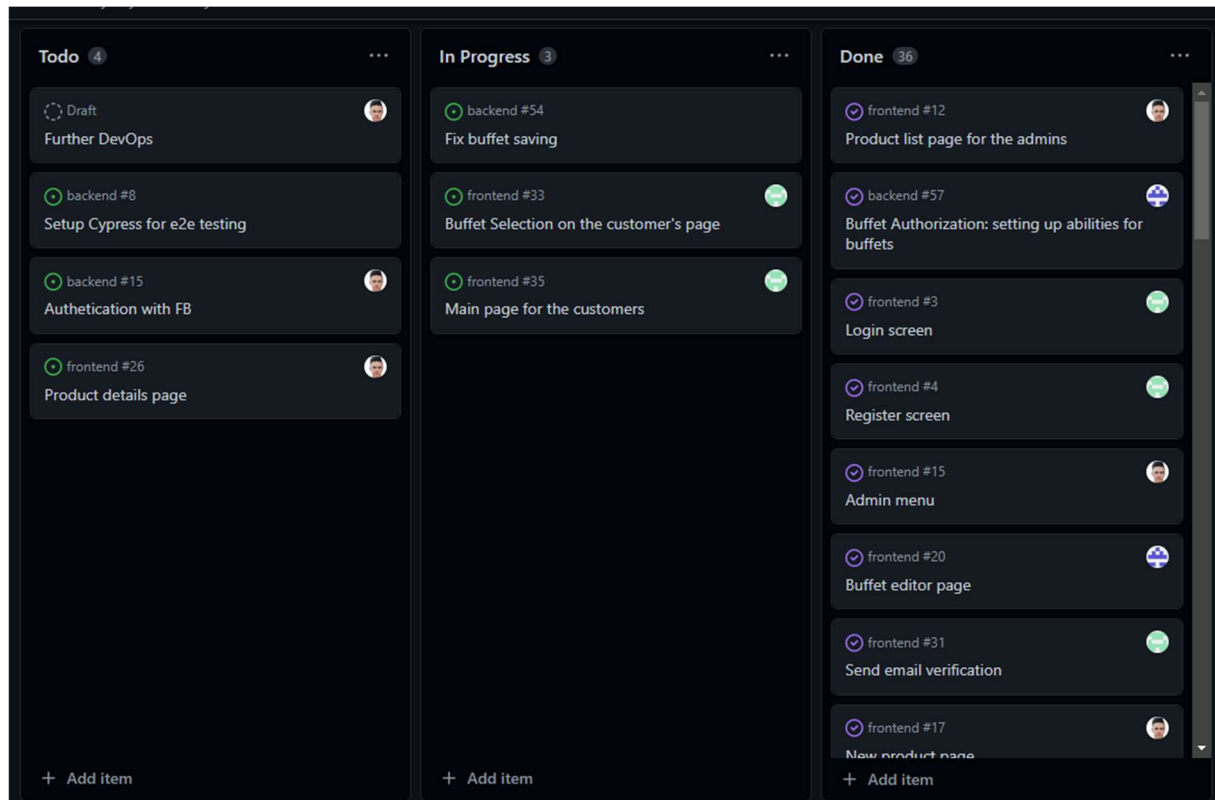 Todo 4
Draft
Further DevOps
backend #8
Setup Cypress for e2e testing
backend #15
Authetication with FB
frontend #26
Product details page
+ Add item
In Progress 3
backend #54
Fix buffet saving
frontend #33
Buffet Selection on the customer's page
frontend #35
Main page for the customers
+ Add item
Done 36
frontend #12
Product list page for the admins
backend #57
Buffet Authorization: setting up abilities for
buffets
frontend #3
Login screen
frontend #4
Register screen
frontend #15
Admin menu
frontend #20
Buffet editor page
frontend #31
Send email verification
frontend #17
New product page
+ Add item